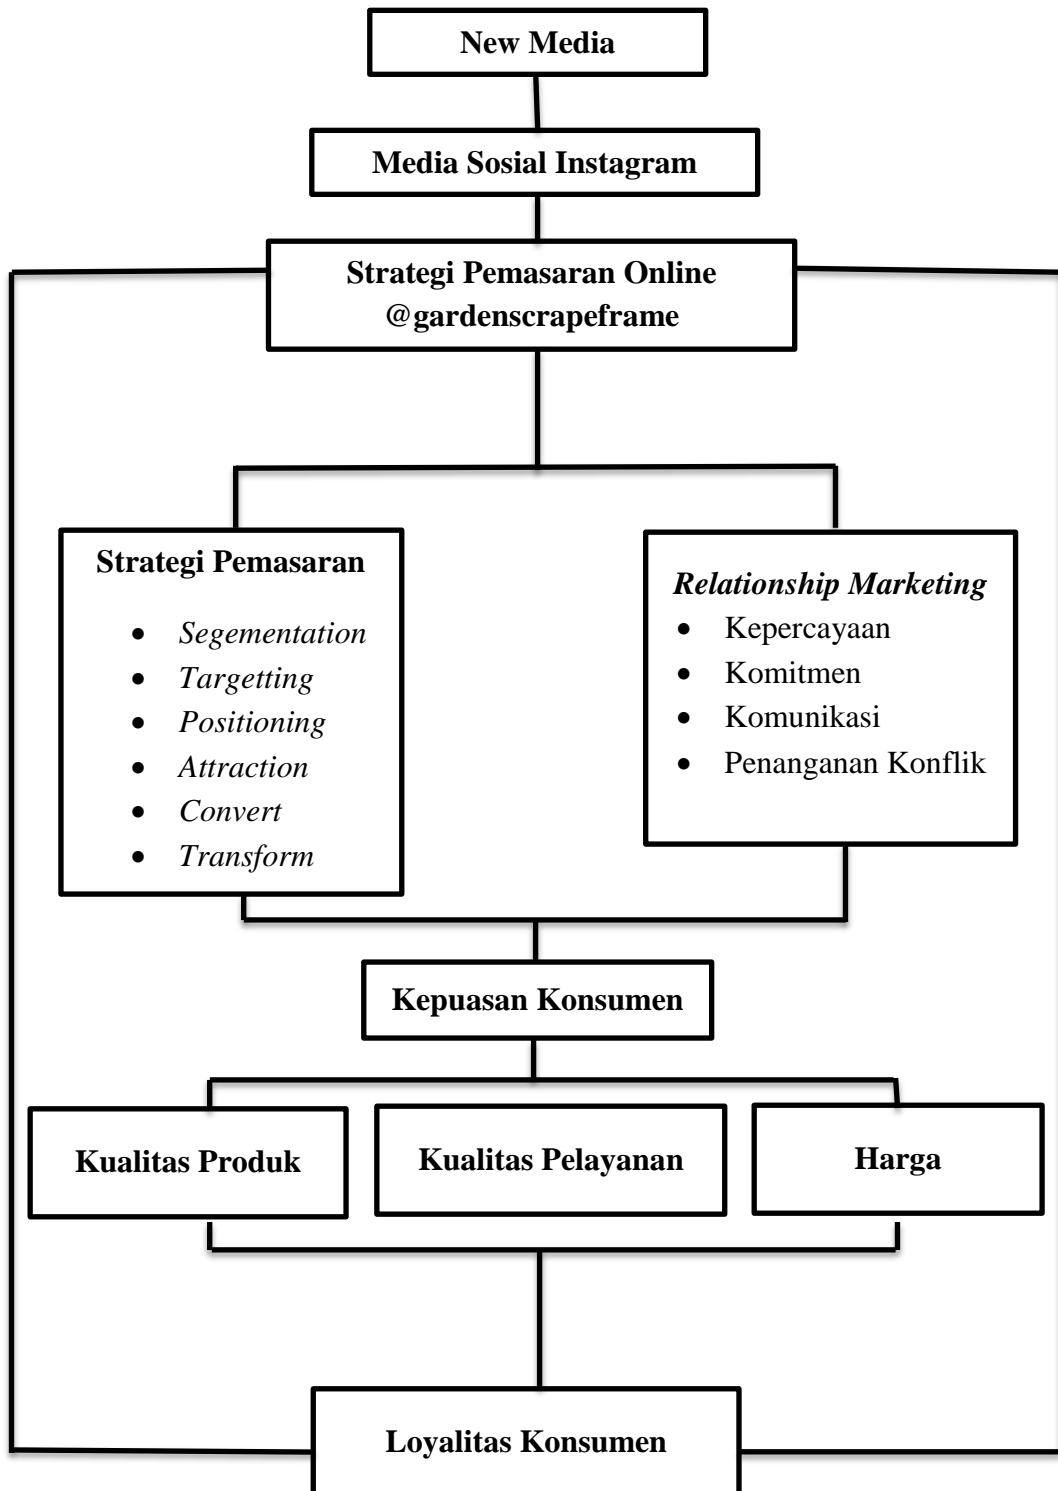 New Media
Media Sosial Instagram
Strategi Pemasaran Online
@gardenscrapeframe
Strategi Pemasaran
• Segementation
• Targetting
• Positioning
• Attraction
• Convert
• Transform
Relationship Marketing
• Kepercayaan
• Komitmen
• Komunikasi
• Penanganan Konflik
Kepuasan Konsumen
Kualitas Produk
Kualitas Pelayanan
Harga
Loyalitas Konsumen